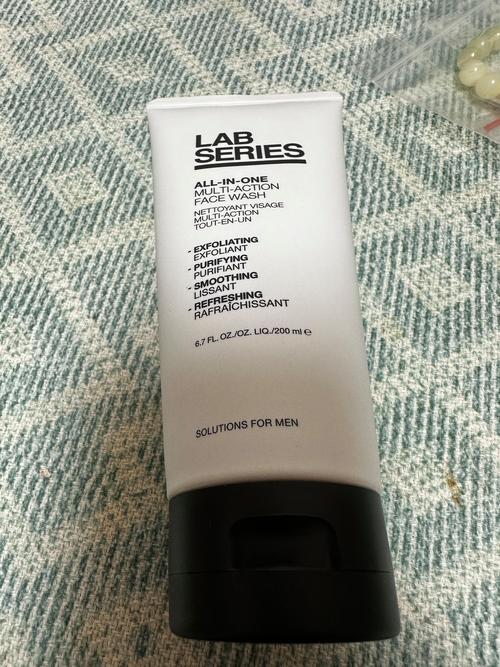 LAB
SERIES
ALL-IN-ONE
MULTI-ACTION
FACE WASH
NETTOYANT VISAGE
MULTI-ACTION
TOUT-EN-UN
- EXFOLIATING
EXFOLIANT
- PURIFYING
PURIFIANT
- SMOOTHING
LISSANT
- REFRESHING
RAFRAÎCHISSANT
6.7 FL. OZ./OZ. LIQ./200 ml ℮
SOLUTIONS FOR MEN